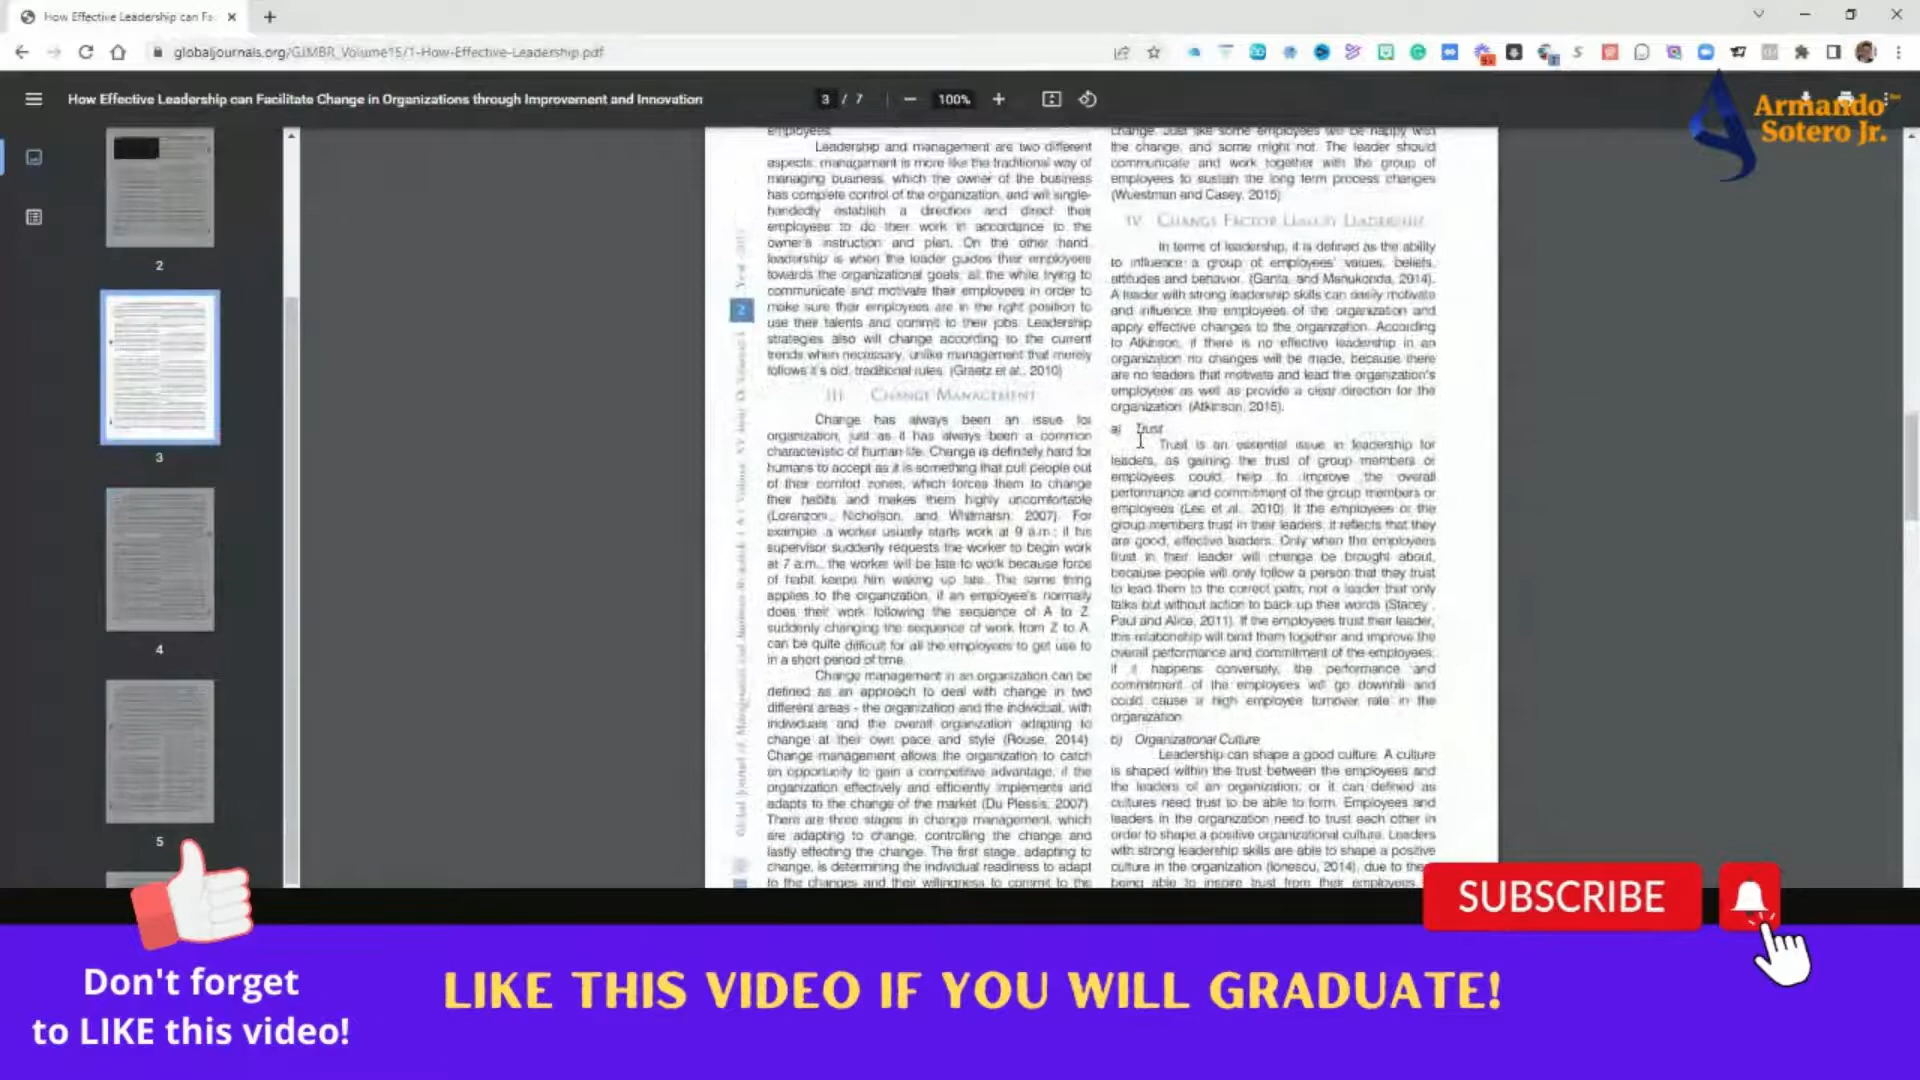 How Effective Leadership can Fa
globaljournals.org/GJMBR_Volume15/1-How-Effective-Leadership.pdf
How Effective Leadership can Facilitate Change in Organizations through Improvement and Innovation
3 / 7
100%
Armando
Sotero Jr.
2
3
4
5
employees.
Leadership and management are two different
aspects, management is more like the traditional way of
managing business, which the owner of the business
has complete control of the organization, and will single-
handedly establish a direction and direct their
employees to do their work in accordance to the
owner's instruction and plan. On the other hand,
leadership is when the leader guides their employees
towards the organizational goals, all the while trying to
communicate and motivate their employees in order to
make sure their employees are in the right position to
use their talents and commit to their jobs. Leadership
strategies also will change according to the current
trends when necessary, unlike management that merely
follows it's old, traditional rules. (Graetz et al., 2010)
III. CHANGE MANAGEMENT
Change has always been an issue for
organization, just as it has always been a common
characteristic of human life. Change is definitely hard for
humans to accept as it is something that pull people out
of their comfort zones, which forces them to change
their habits and makes them highly uncomfortable
(Lorenzoni, Nicholson, and Whitmarsh, 2007). For
example, a worker usually starts work at 9 a.m.; if his
supervisor suddenly requests the worker to begin work
at 7 a.m., the worker will be late to work because force
of habit keeps him waking up late. The same thing
applies to the organization, if an employee's normally
does their work following the sequence of A to Z,
suddenly changing the sequence of work from Z to A
can be quite difficult for all the employees to get use to
in a short period of time.
Change management in an organization can be
defined as an approach to deal with change in two
different areas - the organization and the individual, with
individuals and the overall organization adapting to
change at their own pace and style (Rouse, 2014).
Change management allows the organization to catch
an opportunity to gain a competitive advantage, if the
organization effectively and efficiently implements and
adapts to the change of the market (Du Plessis, 2007).
There are three stages in change management, which
are adapting to change, controlling the change and
lastly effecting the change. The first stage, adapting to
change, is determining the individual readiness to adapt
to the changes and their willingness to commit to the
change. Just like some employees will be happy with
the change, and some might not. The leader should
communicate and work together with the group of
employees to sustain the long term process changes
(Wuestman and Casey, 2015)
IV. CHANGE FACTOR LEADERSHIP
In terms of leadership, it is defined as the ability
to influence a group of employees' values, beliefs,
attitudes and behavior. (Ganta, and Manukonda, 2014).
A leader with strong leadership skills can easily motivate
and influence the employees of the organization and
apply effective changes to the organization. According
to Atkinson, if there is no effective leadership in an
organization no changes will be made, because there
are no leaders that motivate and lead the organization's
employees as well as provide a clear direction for the
organization (Atkinson, 2015).
a) Trust
Trust is an essential issue in leadership for
leaders, as gaining the trust of group members or
employees could help to improve the overall
performance and commitment of the group members or
employees (Lee et al., 2010). If the employees or the
group members trust in their leaders, it reflects that they
are good, effective leaders. Only when the employees
trust in their leader will change be brought about,
because people will only follow a person that they trust
to lead them to the correct path, not a leader that only
talks but without action to back up their words (Stacey,
Paul and Alice, 2011). If the employees trust their leader,
this relationship will bind them together and improve the
overall performance and commitment of the employees;
if it happens conversely, the performance and
commitment of the employees will go downhill and
could cause a high employee turnover rate in the
organization.
b) Organizational Culture
Leadership can shape a good culture. A culture
is shaped within the trust between the employees and
the leaders of an organization, or it can defined as
cultures need trust to be able to form. Employees and
leaders in the organization need to trust each other in
order to shape a positive organizational culture. Leaders
with strong leadership skills are able to shape a positive
culture in the organization (Ionescu, 2014), due to the
being able to inspire trust from their employees
SUBSCRIBE
Don't forget
to LIKE this video!
LIKE THIS VIDEO IF YOU WILL GRADUATE!